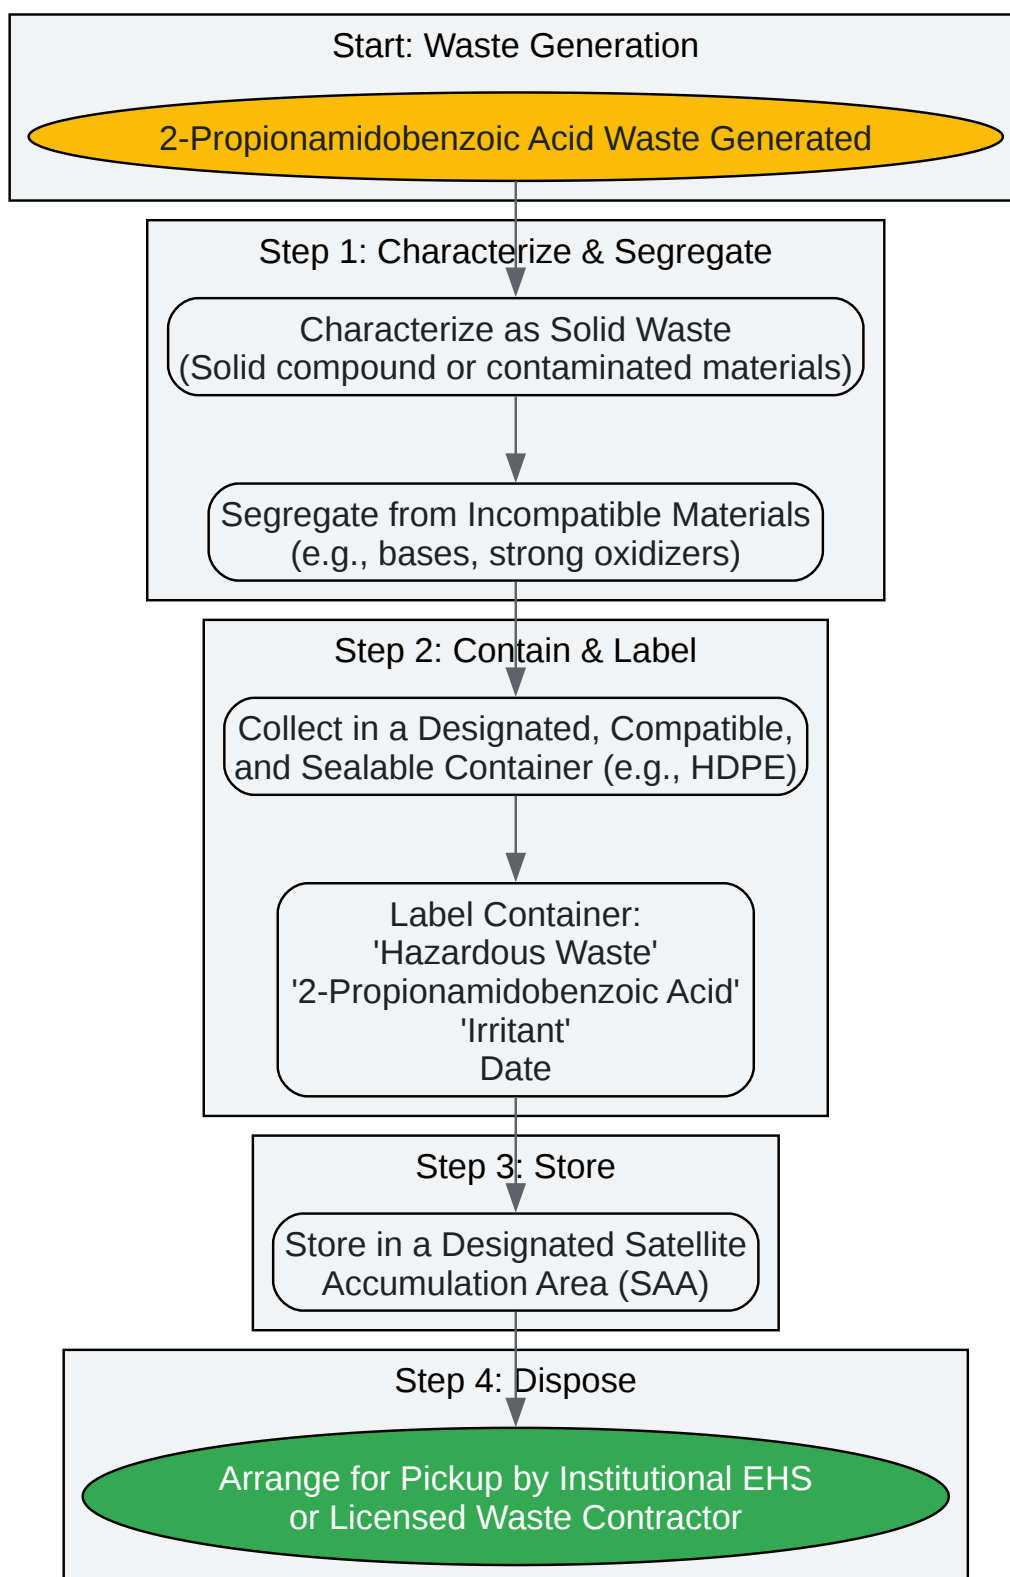 Start: Waste Generation
2-Propionamidobenzoic Acid Waste Generated
Step 1: Characterize & Segregate
Characterize as Solid Waste
(Solid compound or contaminated materials)
Segregate from Incompatible Materials
(e.g., bases, strong oxidizers)
Step 2: Contain & Label
Collect in a Designated, Compatible,
and Sealable Container (e.g., HDPE)
Label Container:
'Hazardous Waste'
'2-Propionamidobenzoic Acid'
'Irritant'
Date
Step 3: Store
Store in a Designated Satellite
Accumulation Area (SAA)
Step 4: Dispose
Arrange for Pickup by Institutional EHS
or Licensed Waste Contractor